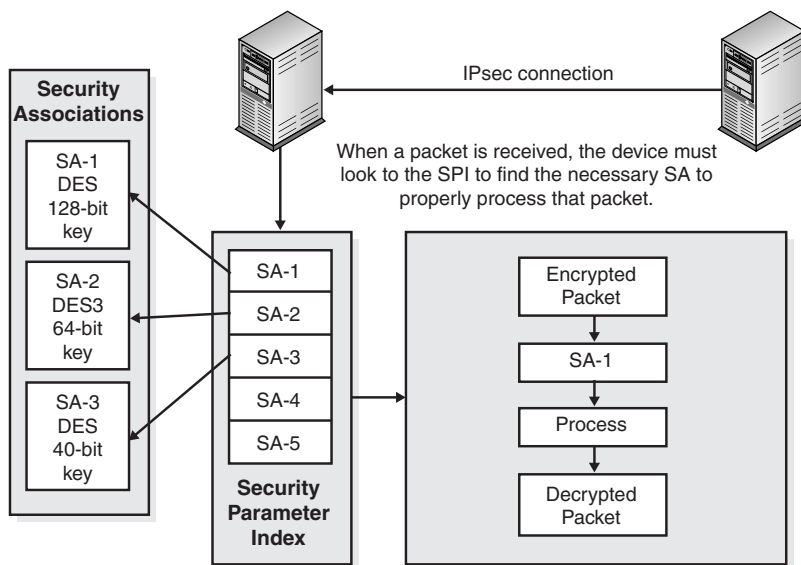 IPsec connection
When a packet is received, the device must
look to the SPI to find the necessary SA to
properly process that packet.
Security
Associations
SA-1
DES
128-bit
key
SA-2
DES3
64-bit
key
SA-3
DES
40-bit
key
SA-1
SA-2
SA-3
SA-4
SA-5
Security
Parameter
Index
Encrypted
Packet
SA-1
Process
Decrypted
Packet